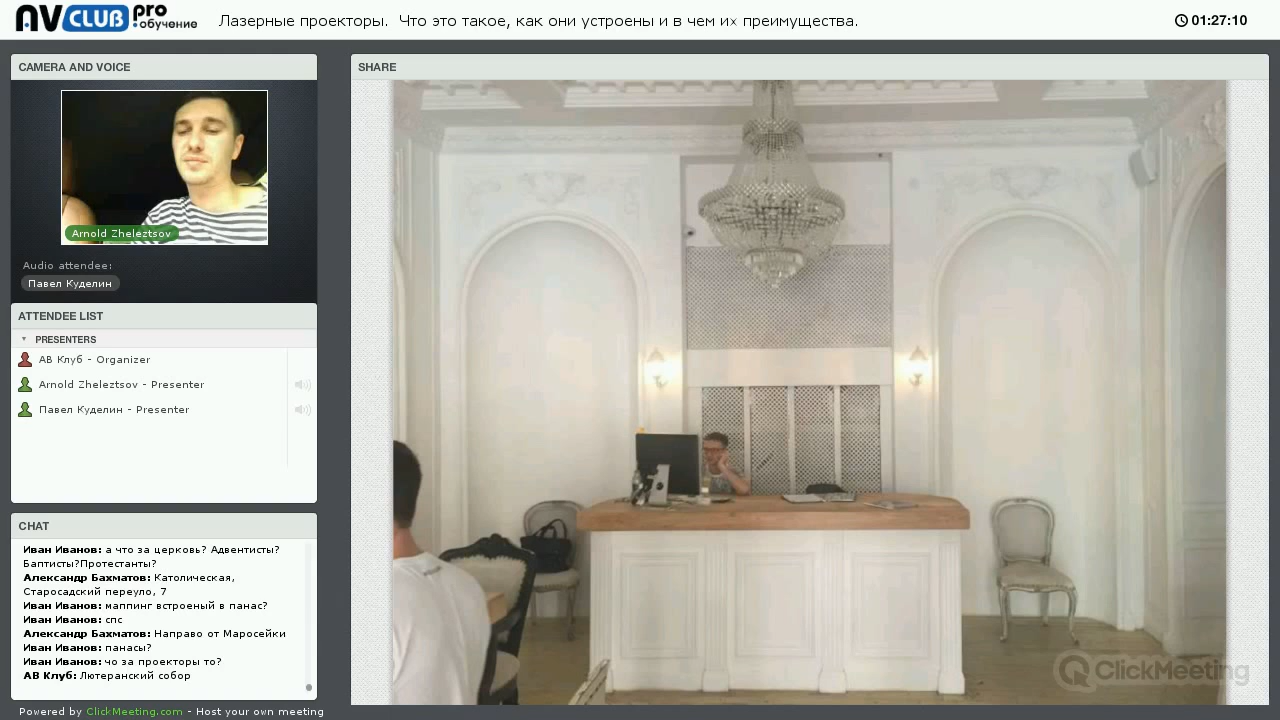 AV CLUB pro •обучение
Лазерные проекторы. Что это такое, как они устроены и в чем их преимущества.
01:27:10
CAMERA AND VOICE
Arnold Zheleztsov
Audio attendee:
Павел Куделин
ATTENDEE LIST
PRESENTERS
АВ Клуб - Organizer
Arnold Zheleztsov - Presenter
Павел Куделин - Presenter
CHAT
Иван Иванов: а что за церковь? Адвентисты?
Баптисты?Протестанты?
Александр Бахматов: Католическая,
Старосадский переуло, 7
Иван Иванов: маппинг встроеный в панас?
Иван Иванов: спс
Александр Бахматов: Направо от Маросейки
Иван Иванов: панасы?
Иван Иванов: чо за проекторы то?
АВ Клуб: Лютеранский собор
Powered by ClickMeeting.com - Host your own meeting
SHARE
ClickMeeting